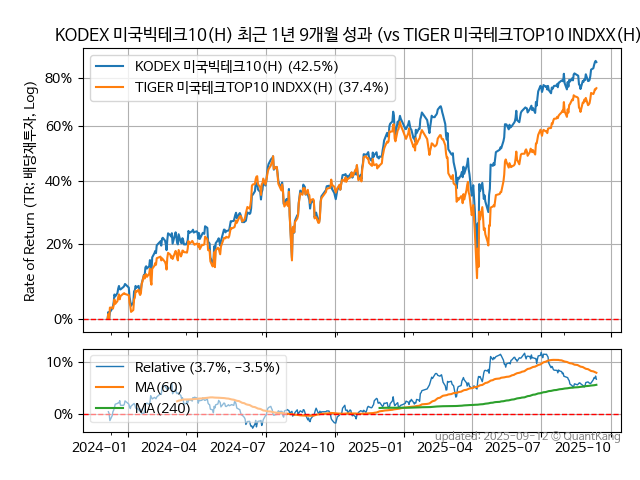 KODEX 미국빅테크10(H) 최근 1년 9개월 성과 (vs TIGER 미국테크TOP10 INDXX(H)
KODEX 미국빅테크10(H) (42.5%)
TIGER 미국테크TOP10 INDXX(H) (37.4%)
80%
60%
40%
20%
0%
Rate of Return (TR: 배당재투자, Log)
Relative (3.7%, -3.5%)
MA(60)
MA(240)
10%
0%
2024-01 2024-04 2024-07 2024-10 2025-01 2025-04 2025-07 2025-10
updated: 2025-09-12 © QuantKang